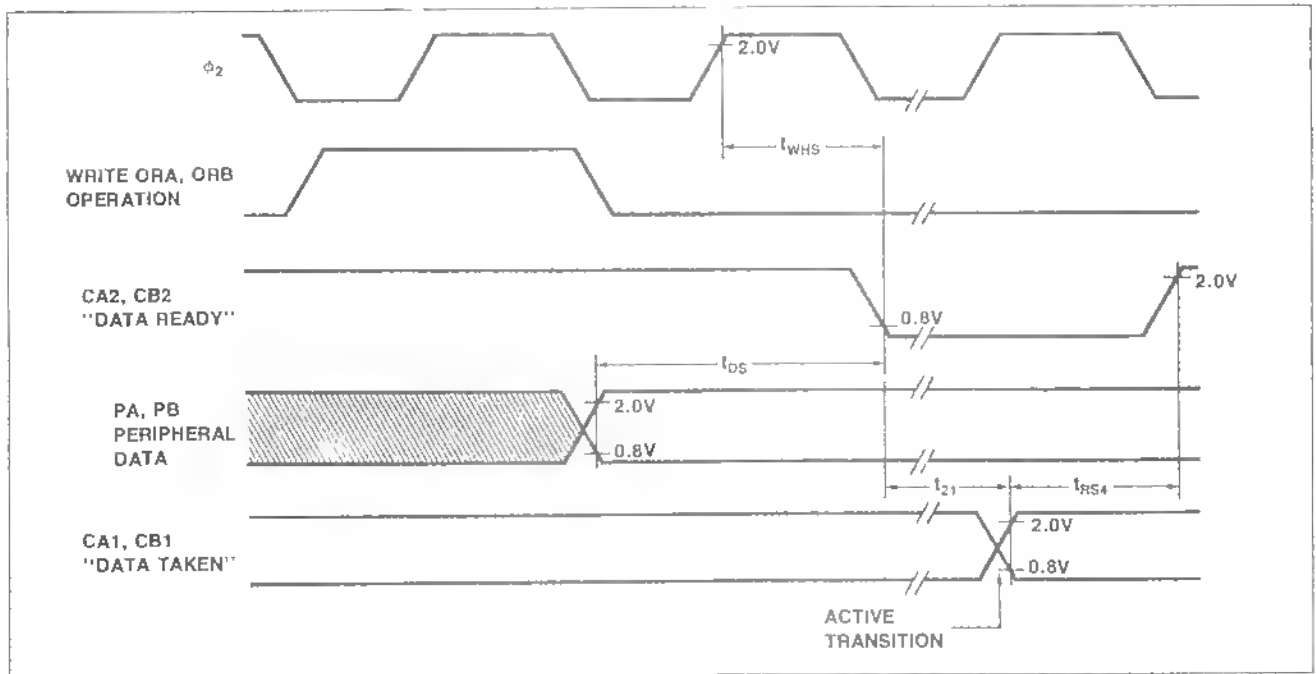 ϕ2
2.0V
tWHS
WRITE ORA, ORB
OPERATION
CA2, CB2
"DATA READY"
2.0V
0.8V
tDS
PA, PB
PERIPHERAL
DATA
2.0V
0.8V
t21
tRS4
CA1, CB1
"DATA TAKEN"
2.0V
0.8V
ACTIVE
TRANSITION